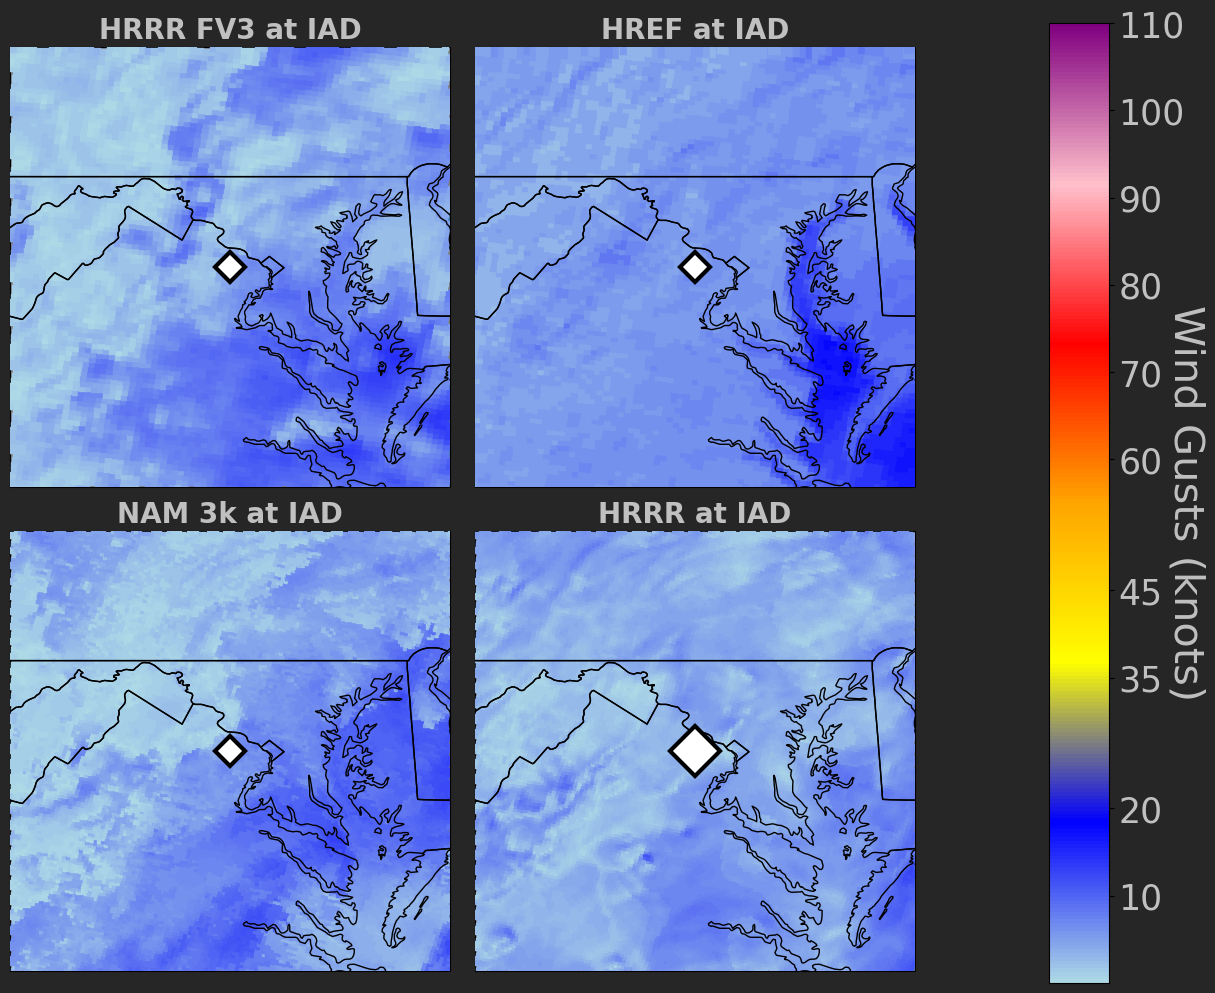 HRRR FV3 at IAD
HREF at IAD
NAM 3k at IAD
HRRR at IAD
110
100
90
80
70
60
45
35
20
10
Wind Gusts (knots)